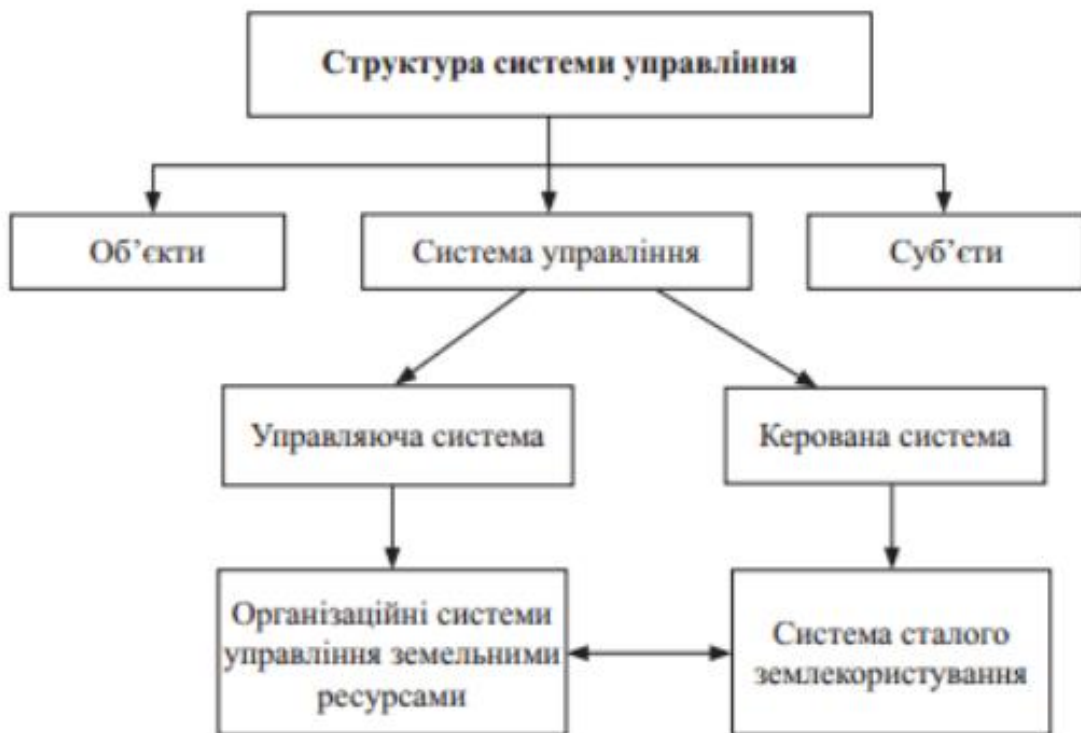 Структура системи управління
Об’єкти
Система управління
Суб’єти
Управляюча система
Керована система
Організаційні системи
управління земельними
ресурсами
Система сталого
землекористування